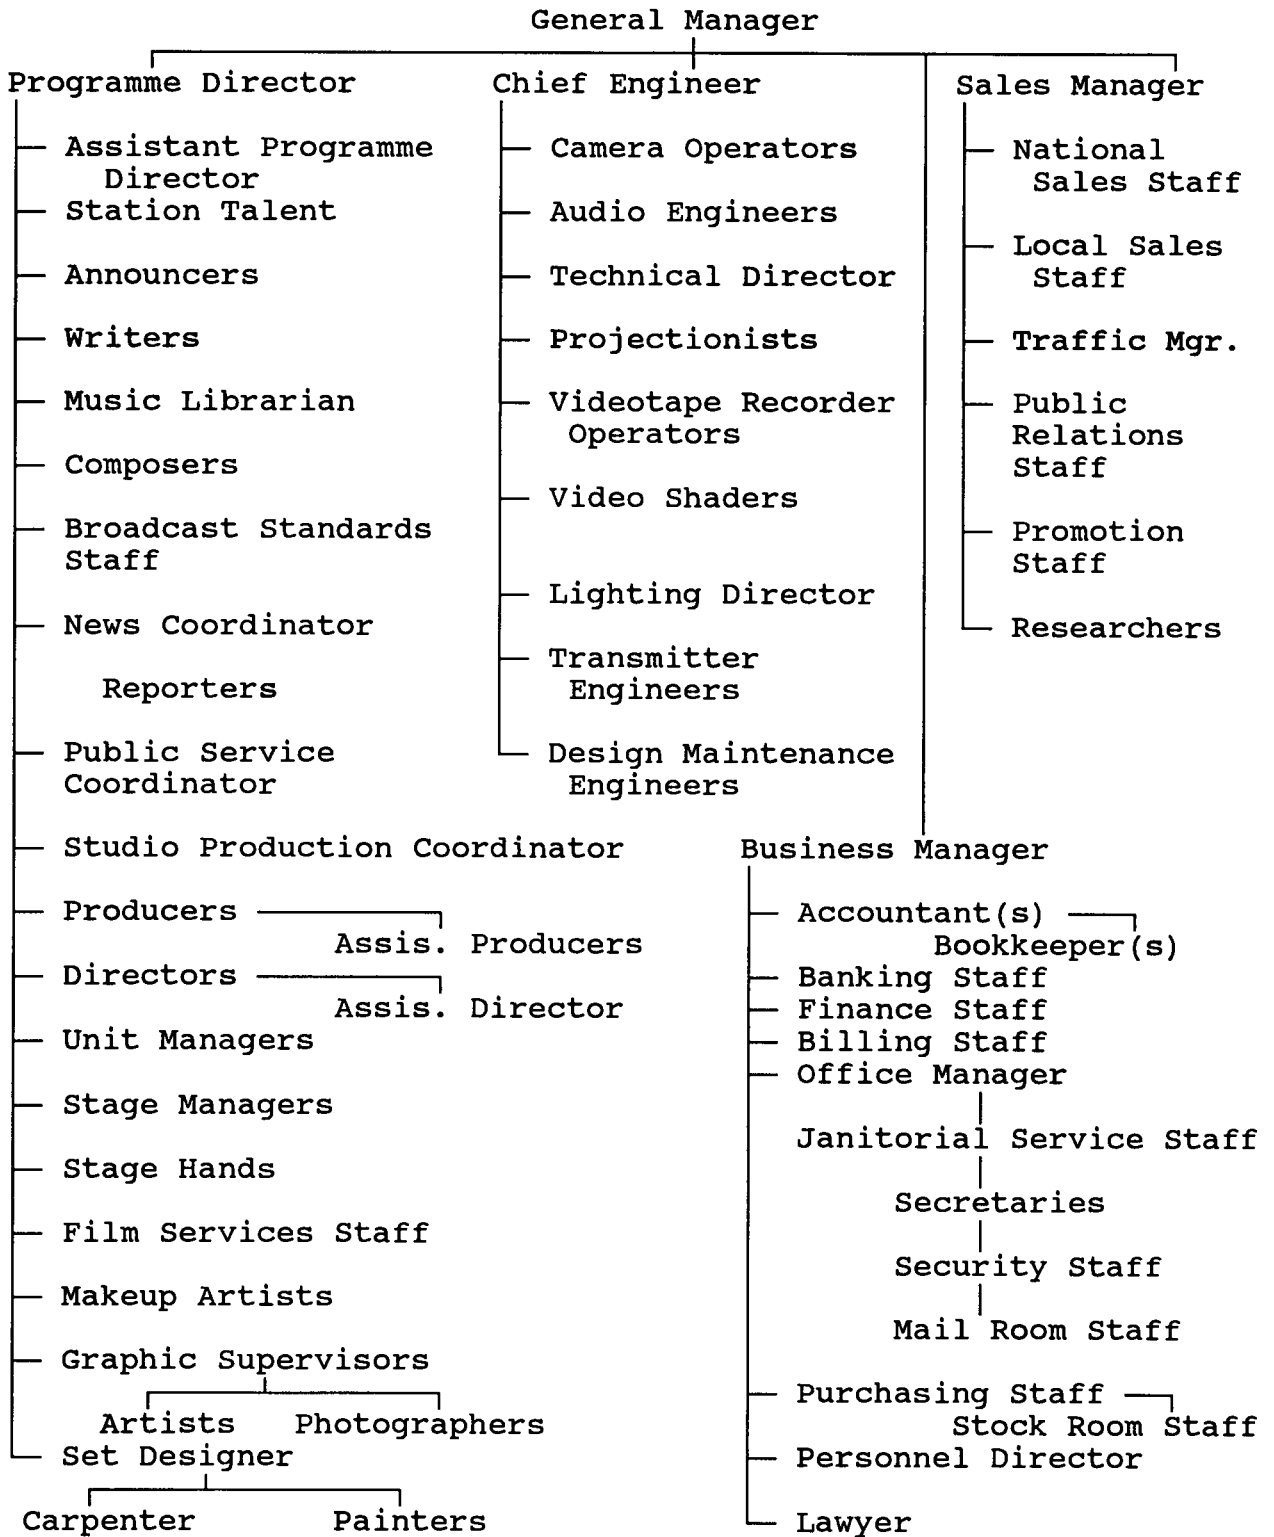 General Manager
Programme Director
Assistant Programme
Director
Station Talent
Announcers
Writers
Music Librarian
Composers
Broadcast Standards
Staff
News Coordinator
Reporters
Public Service
Coordinator
Studio Production Coordinator
Producers
Assis. Producers
Directors
Assis. Director
Unit Managers
Stage Managers
Stage Hands
Film Services Staff
Makeup Artists
Graphic Supervisors
Artists
Photographers
Set Designer
Carpenter
Painters
Chief Engineer
Camera Operators
Audio Engineers
Technical Director
Projectionists
Videotape Recorder
Operators
Video Shaders
Lighting Director
Transmitter
Engineers
Design Maintenance
Engineers
Sales Manager
National
Sales Staff
Local Sales
Staff
Traffic Mgr.
Public
Relations
Staff
Promotion
Staff
Researchers
Business Manager
Accountant(s)
Bookkeeper(s)
Banking Staff
Finance Staff
Billing Staff
Office Manager
Janitorial Service Staff
Secretaries
Security Staff
Mail Room Staff
Purchasing Staff
Stock Room Staff
Personnel Director
Lawyer